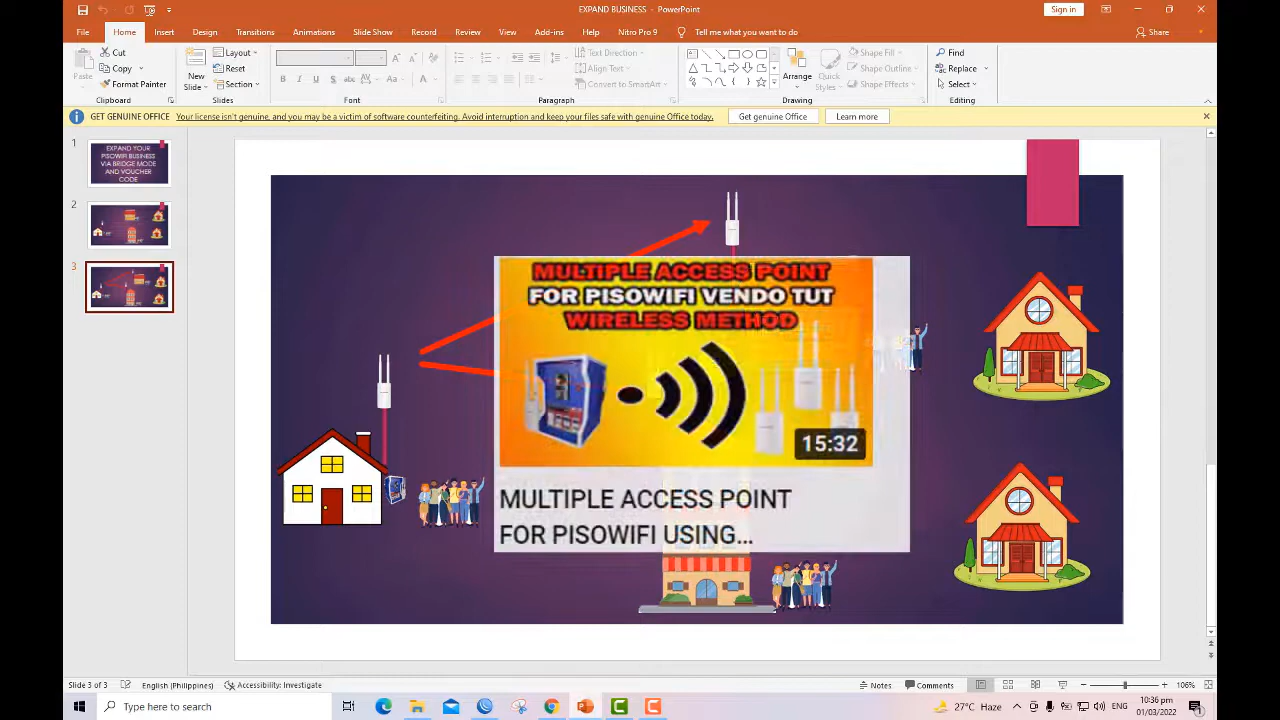 EXPAND BUSINESS - PowerPoint
Sign in
File Home Insert Design Transitions Animations Slide Show Record Review View Add-ins Help Nitro Pro 9 Tell me what you want to do Share
Paste
Cut
Copy
Format Painter
Clipboard
New Slide
Layout
Reset
Section
Slides
B I U S abc AV Aa A
Font
Text Direction
Align Text
Convert to SmartArt
Paragraph
Arrange
Quick Styles
Shape Fill
Shape Outline
Shape Effects
Drawing
Find
Replace
Select
Editing
GET GENUINE OFFICE Your license isn't genuine, and you may be a victim of software counterfeiting. Avoid interruption and keep your files safe with genuine Office today. Get genuine Office Learn more
1
EXPAND YOUR
PISOWIFI BUSINESS
VIA BRIDGE MODE
AND VOUCHER
CODE
2
3
MULTIPLE ACCESS POINT
FOR PISOWIFI VENDO TUT
WIRELESS METHOD
15:32
MULTIPLE ACCESS POINT
FOR PISOWIFI USING...
Slide 3 of 3 English (Philippines) Accessibility: Investigate Notes Comments 106%
Type here to search
27°C Haze
ENG
10:36 pm
01/03/2022